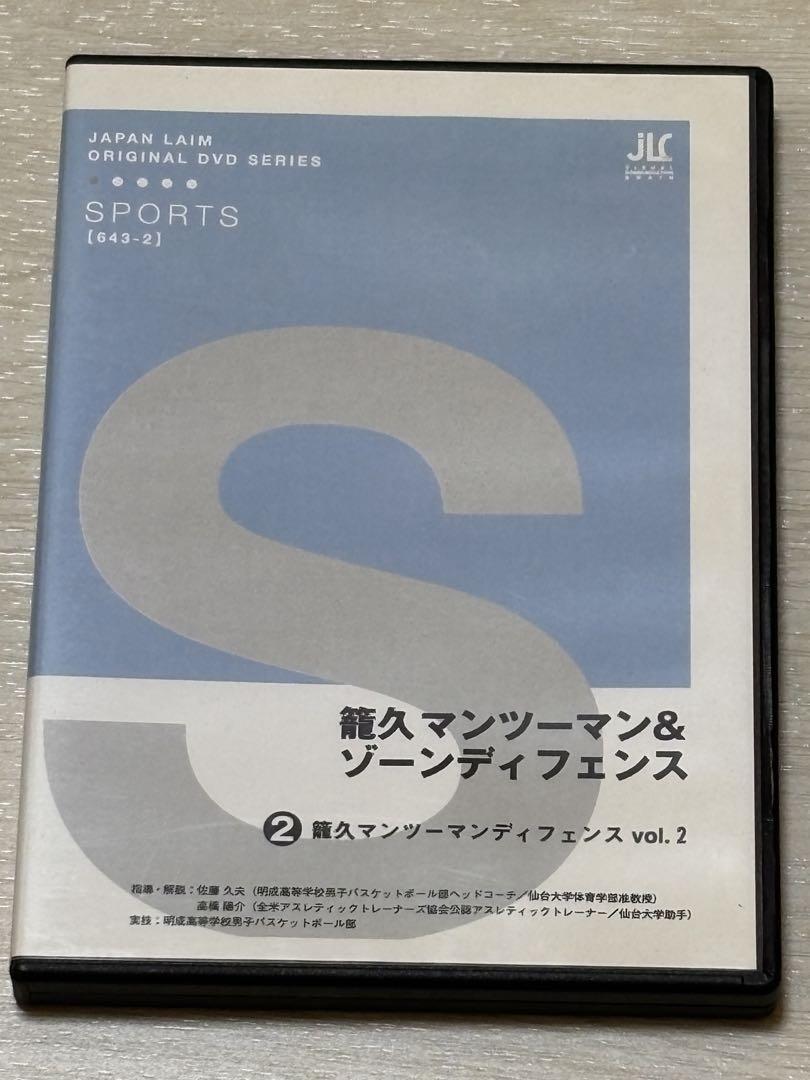 JAPAN LAIM
ORIGINAL DVD SERIES
SPORTS
【643-2】
JLC
S
籠久マンツーマン&
ゾーンディフェンス
❷ 籠久マンツーマンディフェンス vol. 2
指導・解説：佐藤 久夫（明成高等学校男子バスケットボール部ヘッドコーチ／仙台大学体育学部准教授）
高橋 陽介（全米アスレティックトレーナーズ協会公認アスレティックトレーナー／仙台大学助手）
実技：明成高等学校男子バスケットボール部